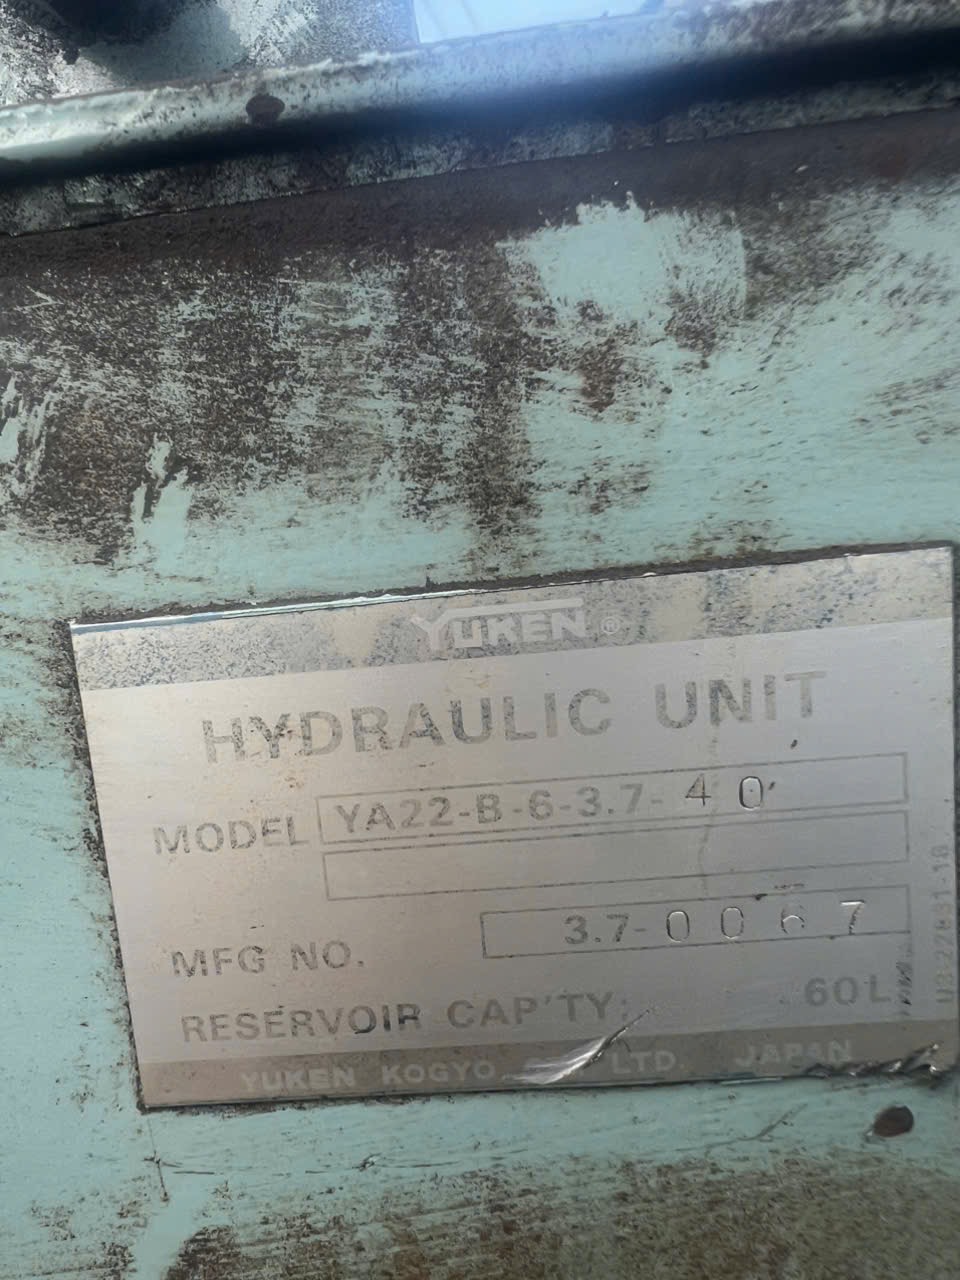 YUKEN®
HYDRAULIC UNIT
MODEL YA22-B-6-3.7-40
MFG NO. 3.7-0067
RESERVOIR CAP'TY: 60L
YUKEN KOGYO LTD. JAPAN